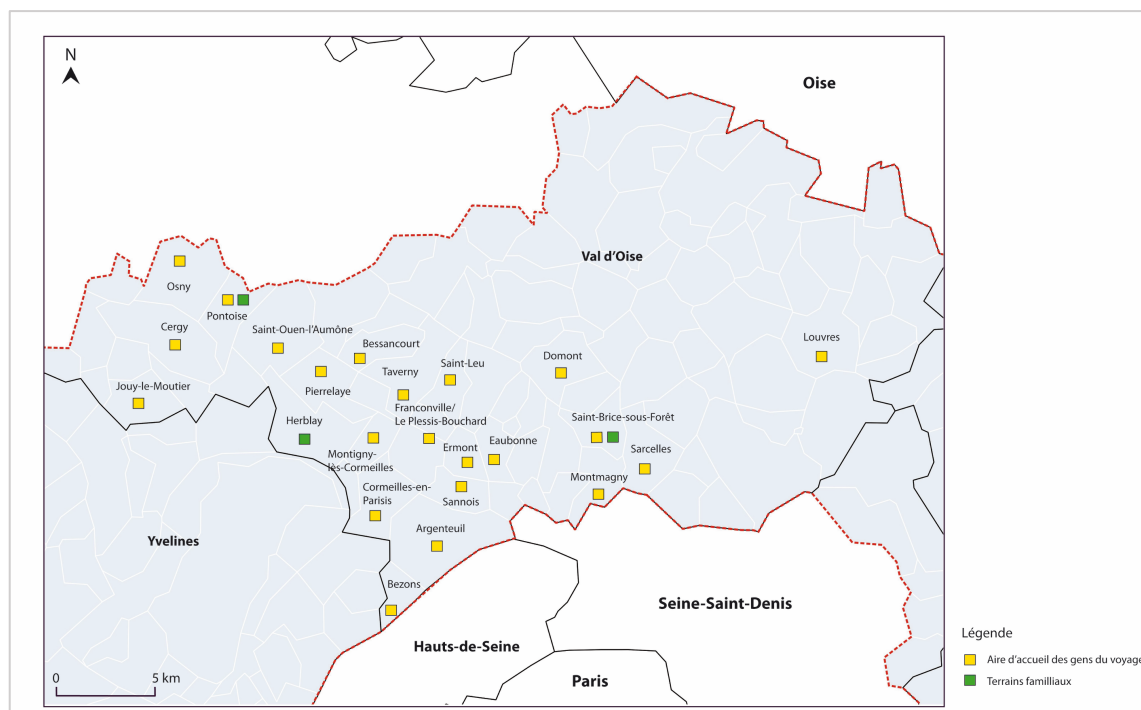 N
Oise
Val d'Oise
Osny
Pontoise
Cergy
Saint-Ouen-l'Aumône
Bessancourt
Louvres
Domont
Saint-Leu
Taverny
Jouy-le-Moutier
Pierrelaye
Franconville/
Le Plessis-Bouchard
Saint-Brice-sous-Forêt
Herblay
Eaubonne
Ermont
Sarcelles
Montigny-
lès-Cormeilles
Montmagny
Cormeilles-en-
Parisis
Sannois
Argenteuil
Yvelines
Bezons
Seine-Saint-Denis
Hauts-de-Seine
Paris
0 5 km
Légende
Aire d'accueil des gens du voyage
Terrains familliaux